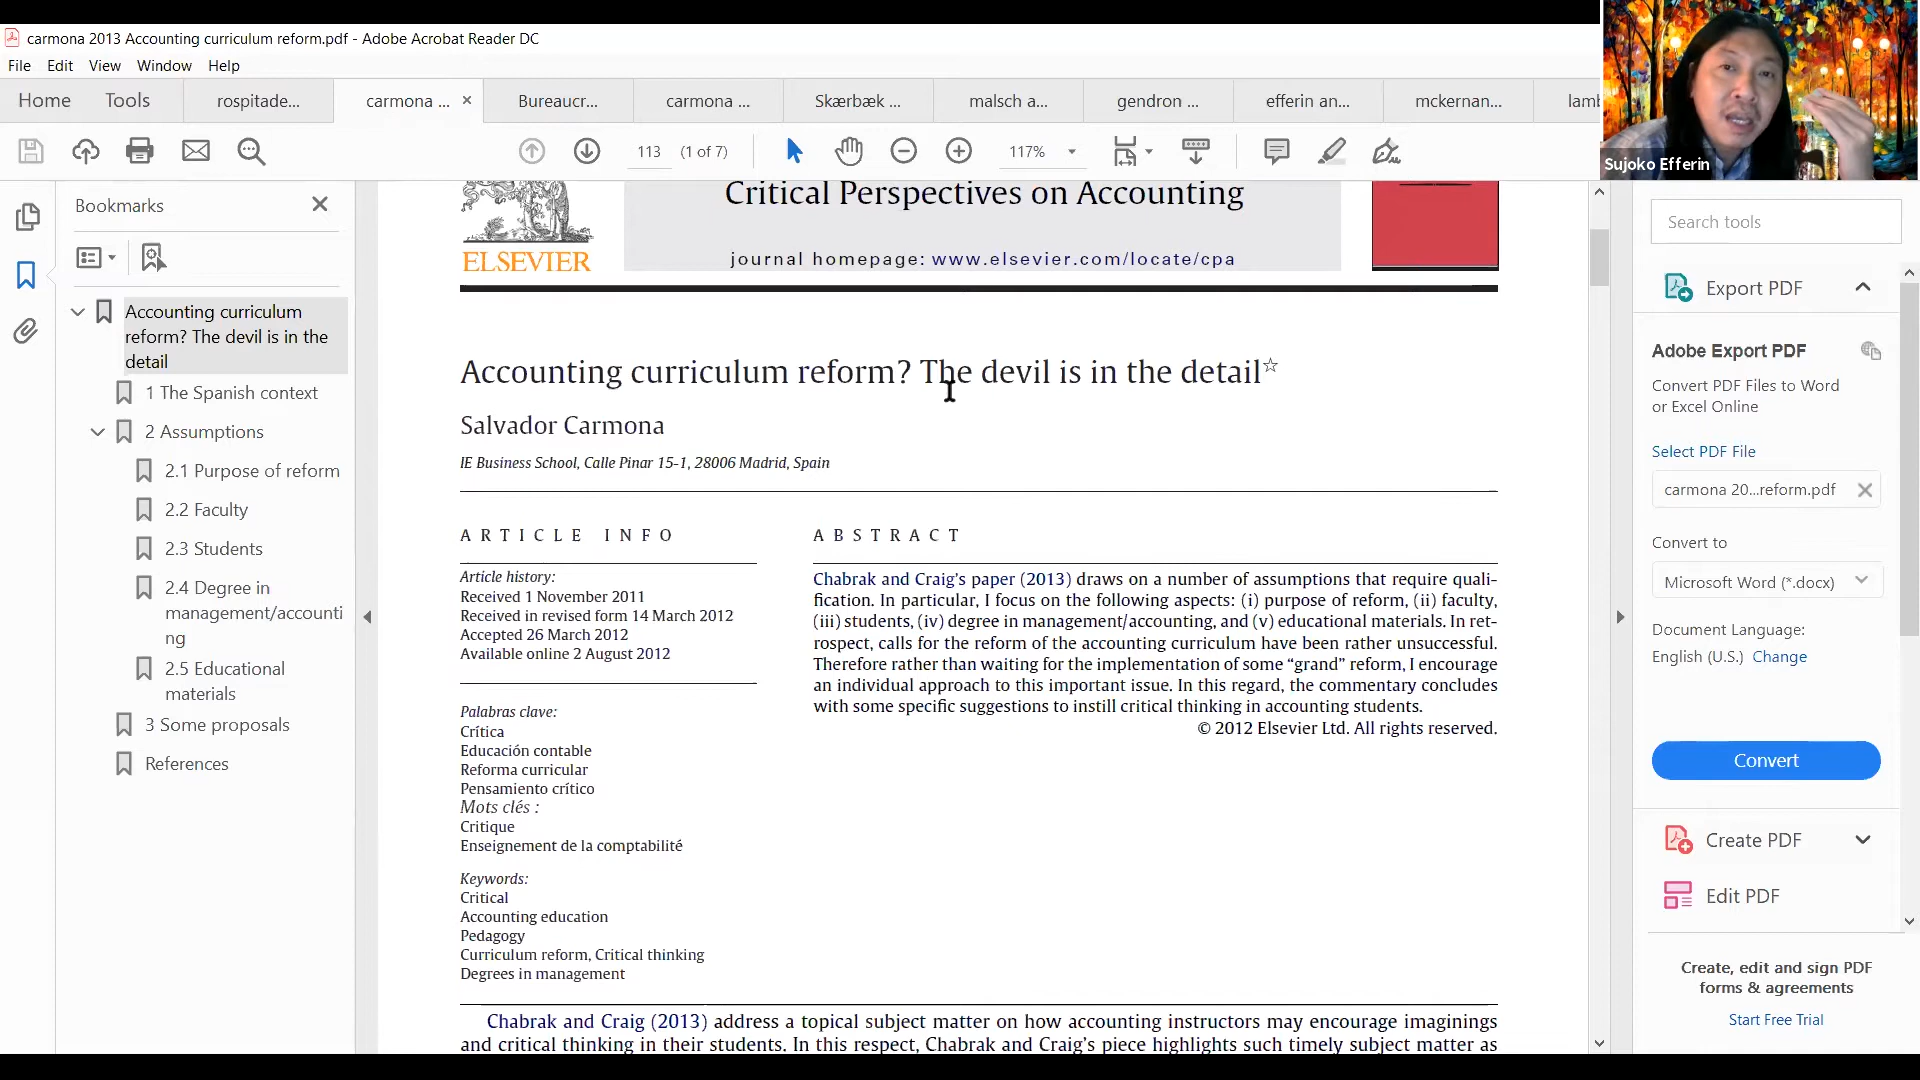 carmona 2013 Accounting curriculum reform.pdf - Adobe Acrobat Reader DC
File Edit View Window Help
Home Tools rospitade... carmona ... Bureaucr... carmona ... Skærbæk ... malsch a... gendron ... efferin an... mckernan... lamb
113 (1 of 7) 117%
Sujoko Efferin
Bookmarks
Accounting curriculum
reform? The devil is in the
detail
1 The Spanish context
2 Assumptions
2.1 Purpose of reform
2.2 Faculty
2.3 Students
2.4 Degree in
management/accounti
ng
2.5 Educational
materials
3 Some proposals
References
Critical Perspectives on Accounting
ELSEVIER
journal homepage: www.elsevier.com/locate/cpa
Accounting curriculum reform? The devil is in the detail☆
Salvador Carmona
IE Business School, Calle Pinar 15-1, 28006 Madrid, Spain
ARTICLE INFO
Article history:
Received 1 November 2011
Received in revised form 14 March 2012
Accepted 26 March 2012
Available online 2 August 2012
Palabras clave:
Crítica
Educación contable
Reforma curricular
Pensamiento crítico
Mots clés :
Critique
Enseignement de la comptabilité
Keywords:
Critical
Accounting education
Pedagogy
Curriculum reform, Critical thinking
Degrees in management
ABSTRACT
Chabrak and Craig's paper (2013) draws on a number of assumptions that require quali-
fication. In particular, I focus on the following aspects: (i) purpose of reform, (ii) faculty,
(iii) students, (iv) degree in management/accounting, and (v) educational materials. In ret-
rospect, calls for the reform of the accounting curriculum have been rather unsuccessful.
Therefore rather than waiting for the implementation of some “grand” reform, I encourage
an individual approach to this important issue. In this regard, the commentary concludes
with some specific suggestions to instill critical thinking in accounting students.
© 2012 Elsevier Ltd. All rights reserved.
Chabrak and Craig (2013) address a topical subject matter on how accounting instructors may encourage imaginings
and critical thinking in their students. In this respect, Chabrak and Craig's piece highlights such timely subject matter as
Search tools
Export PDF
Adobe Export PDF
Convert PDF Files to Word
or Excel Online
Select PDF File
carmona 20...reform.pdf
Convert to
Microsoft Word (*.docx)
Document Language:
English (U.S.) Change
Convert
Create PDF
Edit PDF
Create, edit and sign PDF
forms & agreements
Start Free Trial